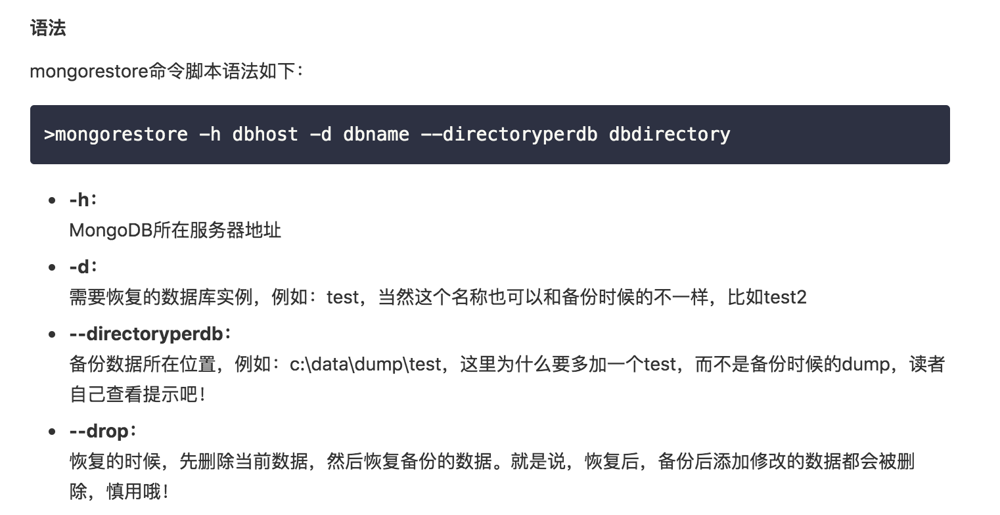 语法
mongorestore命令脚本语法如下：
>mongorestore -h dbhost -d dbname --directoryperdb dbdirectory
-h：
MongoDB所在服务器地址
-d：
需要恢复的数据库实例，例如：test，当然这个名称也可以和备份时候的不一样，比如test2
--directoryperdb：
备份数据所在位置，例如：c:\data\dump\test，这里为什么要多加一个test，而不是备份时候的dump，读者
自己查看提示吧！
--drop：
恢复的时候，先删除当前数据，然后恢复备份的数据。就是说，恢复后，备份后添加修改的数据都会被删
除，慎用哦！